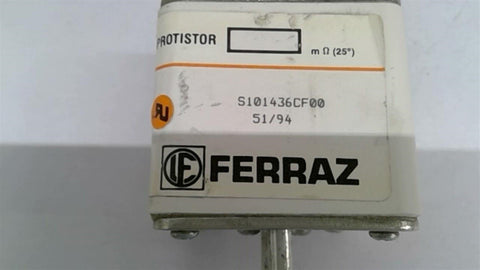 PROTISTOR
m Ω (25°)
S101436CF00
51/94
FERRAZ